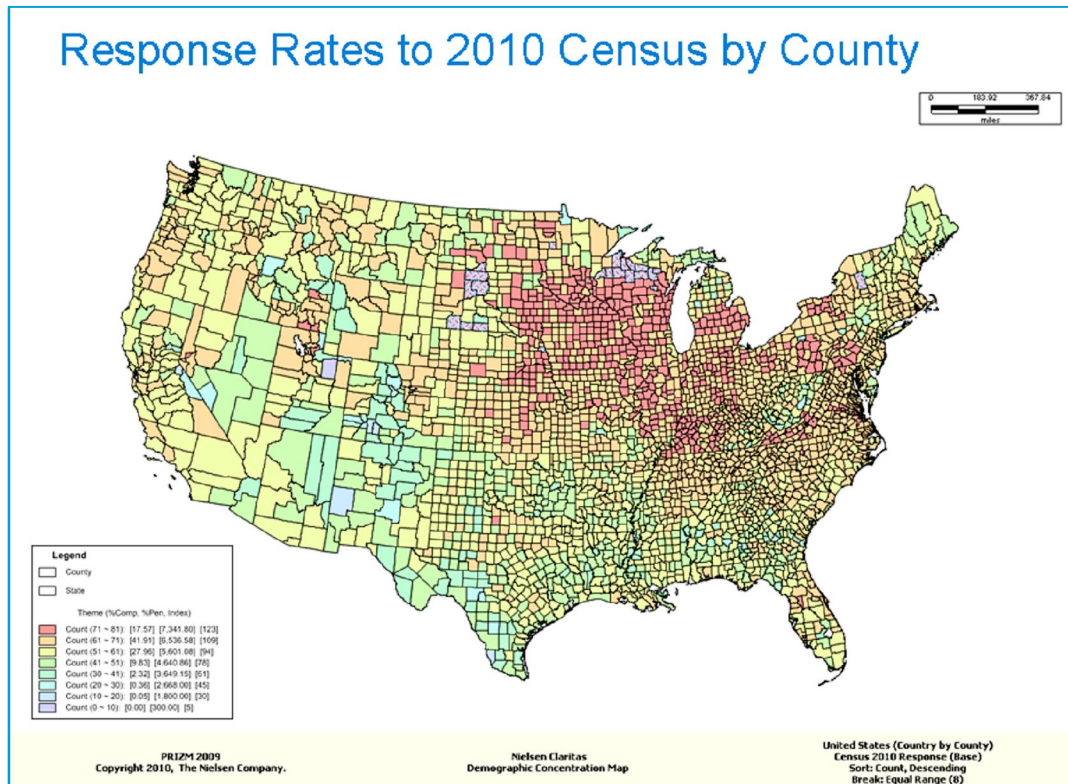 Response Rates to 2010 Census by County
0 183.92 367.84
miles
Legend
County
State
Theme (%Comp, %Pen, Index)
Count (71 ~ 81): [17.57] [7,341.80] [123]
Count (61 ~ 71): [41.91] [6,536.58] [109]
Count (51 ~ 61): [27.96] [5,601.08] [94]
Count (41 ~ 51): [9.83] [4,640.86] [78]
Count (30 ~ 41): [2.32] [3,649.15] [61]
Count (20 ~ 30): [0.36] [2,668.00] [45]
Count (10 ~ 20): [0.05] [1,800.00] [30]
Count (0 ~ 10): [0.00] [300.00] [5]
PRIZM 2009
Copyright 2010, The Nielsen Company.
Nielsen Claritas
Demographic Concentration Map
United States (Country by County)
Census 2010 Response (Base)
Sort: Count, Descending
Break: Equal Range (8)